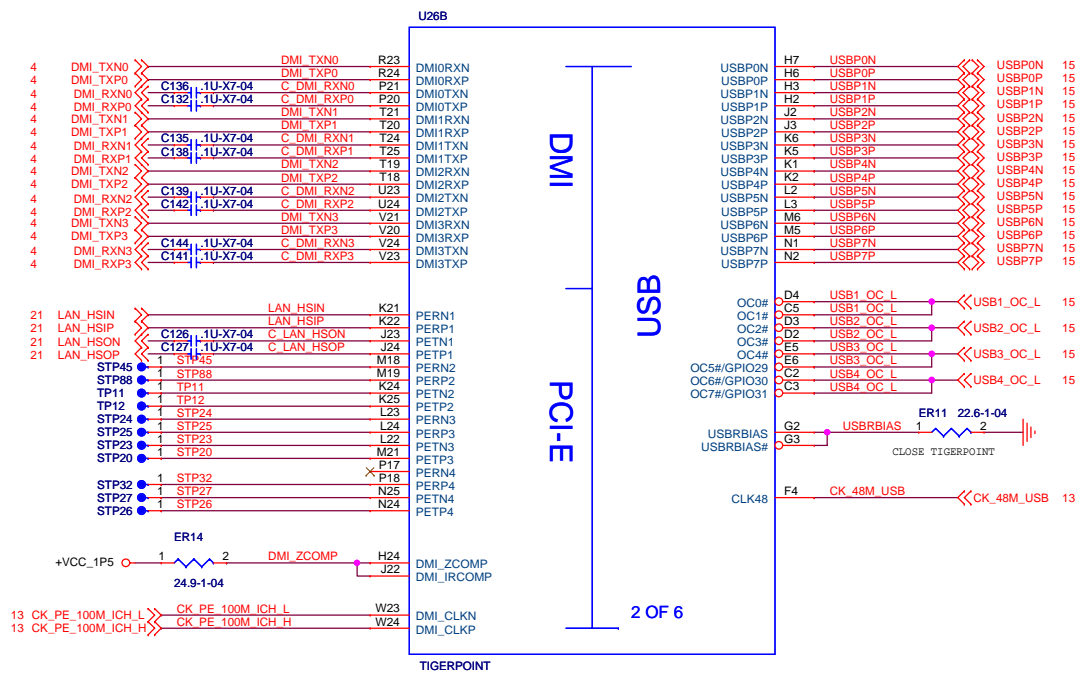 U26B
4 DMI_TXN0 DMI_TXN0 R23 DMI0RXN
4 DMI_TXP0 DMI_TXP0 R24 DMI0RXP
4 DMI_RXN0 C136 .1U-X7-04 C_DMI_RXN0 P21 DMI0TXN
4 DMI_RXP0 C132 .1U-X7-04 C_DMI_RXP0 P20 DMI0TXP
4 DMI_TXN1 DMI_TXN1 T21 DMI1RXN
4 DMI_TXP1 DMI_TXP1 T20 DMI1RXP
4 DMI_RXN1 C135 .1U-X7-04 C_DMI_RXN1 T24 DMI1TXN
4 DMI_RXP1 C138 .1U-X7-04 C_DMI_RXP1 T25 DMI1TXP
4 DMI_TXN2 DMI_TXN2 T19 DMI2RXN
4 DMI_TXP2 DMI_TXP2 T18 DMI2RXP
4 DMI_RXN2 C139 .1U-X7-04 C_DMI_RXN2 U23 DMI2TXN
4 DMI_RXP2 C142 .1U-X7-04 C_DMI_RXP2 U24 DMI2TXP
4 DMI_TXN3 DMI_TXN3 V21 DMI3RXN
4 DMI_TXP3 DMI_TXP3 V20 DMI3RXP
4 DMI_RXN3 C144 .1U-X7-04 C_DMI_RXN3 V24 DMI3TXN
4 DMI_RXP3 C141 .1U-X7-04 C_DMI_RXP3 V23 DMI3TXP
21 LAN_HSIN LAN_HSIN K21 PERN1
21 LAN_HSIP LAN_HSIP K22 PERP1
21 LAN_HSON C126 .1U-X7-04 C_LAN_HSON J23 PETN1
21 LAN_HSOP C127 .1U-X7-04 C_LAN_HSOP J24 PETP1
STP45 1 STP45 M18 PERN2
STP88 1 STP88 M19 PERP2
TP11 1 TP11 K24 PETN2
TP12 1 TP12 K25 PETP2
STP24 1 STP24 L23 PERN3
STP25 1 STP25 L24 PERP3
STP23 1 STP23 L22 PETN3
STP20 1 STP20 M21 PETP3
P17 PERN4
STP32 1 STP32 P18 PERP4
STP27 1 STP27 N25 PETN4
STP26 1 STP26 N24 PETP4
ER14
+VCC_1P5 1 2 DMI_ZCOMP H24 DMI_ZCOMP
J22 DMI_IRCOMP
24.9-1-04
13 CK_PE_100M_ICH_L CK_PE_100M_ICH_L W23 DMI_CLKN
13 CK_PE_100M_ICH_H CK_PE_100M_ICH_H W24 DMI_CLKP
DMI
PCI-E
USB
2 OF 6
TIGERPOINT
USBP0N H7 USBP0N USBP0N 15
USBP0P H6 USBP0P USBP0P 15
USBP1N H3 USBP1N USBP1N 15
USBP1P H2 USBP1P USBP1P 15
USBP2N J2 USBP2N USBP2N 15
USBP2P J3 USBP2P USBP2P 15
USBP3N K6 USBP3N USBP3N 15
USBP3P K5 USBP3P USBP3P 15
USBP4N K1 USBP4N USBP4N 15
USBP4P K2 USBP4P USBP4P 15
USBP5N L2 USBP5N USBP5N 15
USBP5P L3 USBP5P USBP5P 15
USBP6N M6 USBP6N USBP6N 15
USBP6P M5 USBP6P USBP6P 15
USBP7N N1 USBP7N USBP7N 15
USBP7P N2 USBP7P USBP7P 15
OC0# D4 USB1_OC_L USB1_OC_L 15
OC1# C5 USB1_OC_L
OC2# D3 USB2_OC_L USB2_OC_L 15
OC3# D2 USB2_OC_L
OC4# E5 USB3_OC_L USB3_OC_L 15
OC5#/GPIO29 E6 USB3_OC_L
OC6#/GPIO30 C2 USB4_OC_L USB4_OC_L 15
OC7#/GPIO31 C3 USB4_OC_L
ER11 22.6-1-04
USBRBIAS G2 USBRBIAS 1 2
USBRBIAS# G3
CLOSE TIGERPOINT
CLK48 F4 CK_48M_USB CK_48M_USB 13